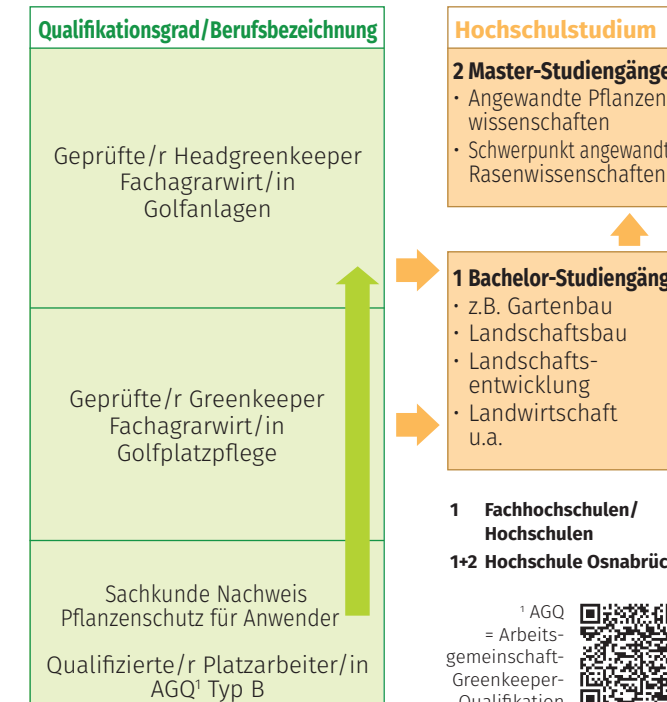 Qualifikationsgrad/Berufsbezeichnung
Geprüfte/r Headgreenkeeper
Fachagrarwirt/in
Golfanlagen
Geprüfte/r Greenkeeper
Fachagrarwirt/in
Golfplatzpflege
Sachkunde Nachweis
Pflanzenschutz für Anwender
Qualifizierte/r Platzarbeiter/in
AGQ¹ Typ B
Hochschulstudium
2 Master-Studiengänge
· Angewandte Pflanzen
wissenschaften
· Schwerpunkt angewandt
Rasenwissenschaften
1 Bachelor-Studiengäng
· z.B. Gartenbau
· Landschaftsbau
· Landschafts-
entwicklung
· Landwirtschaft
u.a.
1 Fachhochschulen/
Hochschulen
1+2 Hochschule Osnabrüc
¹ AGQ
= Arbeits-
gemeinschaft-
Greenkeeper-
Qualifikation